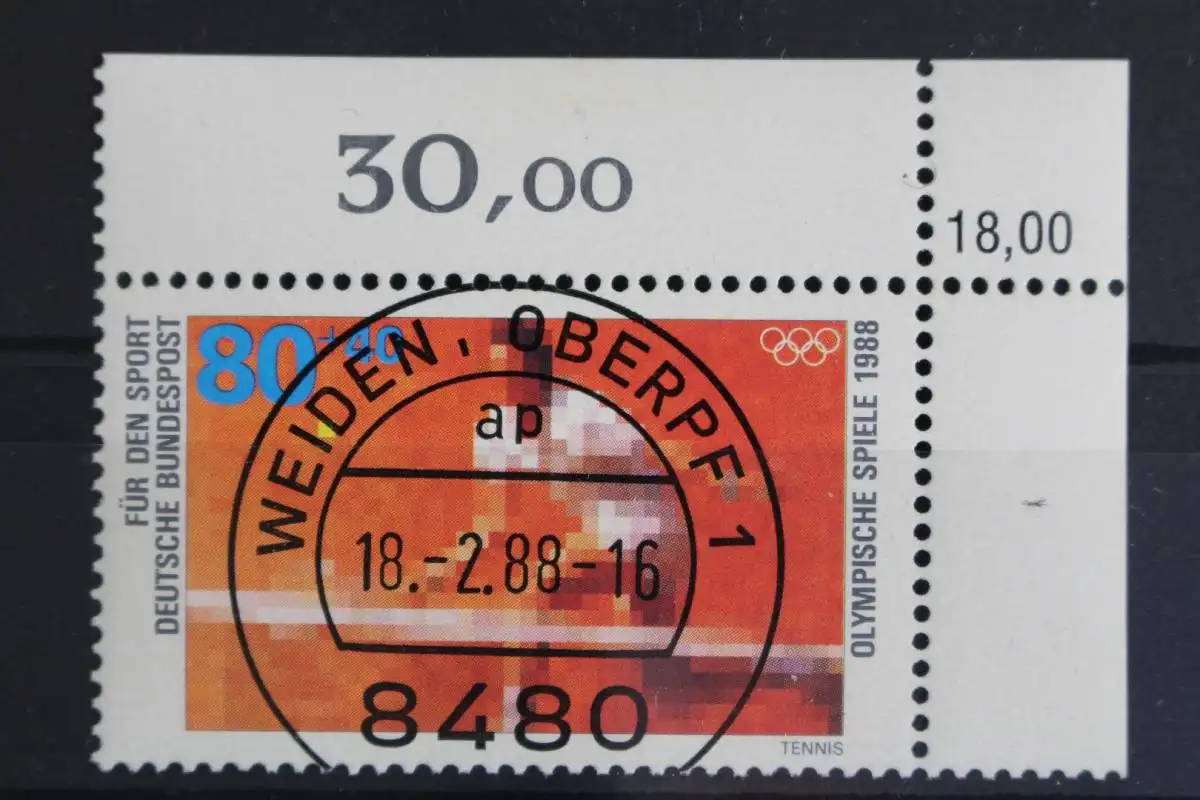 30,00
18,00
80+40
FÜR DEN SPORT
DEUTSCHE BUNDESPOST
OLYMPISCHE SPIELE 1988
WEIDEN, OBERPF 1
ap
18.-2.88-16
8480
TENNIS